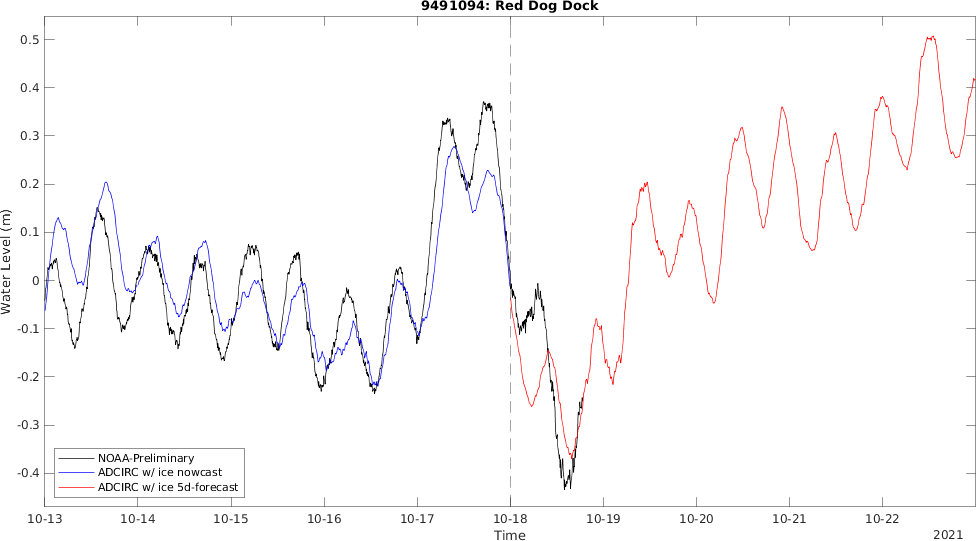 9491094: Red Dog Dock
Water Level (m)
0.5
0.4
0.3
0.2
0.1
0
-0.1
-0.2
-0.3
-0.4
NOAA-Preliminary
ADCIRC w/ ice nowcast
ADCIRC w/ ice 5d-forecast
10-13 10-14 10-15 10-16 10-17 10-18 10-19 10-20 10-21 10-22
Time
2021